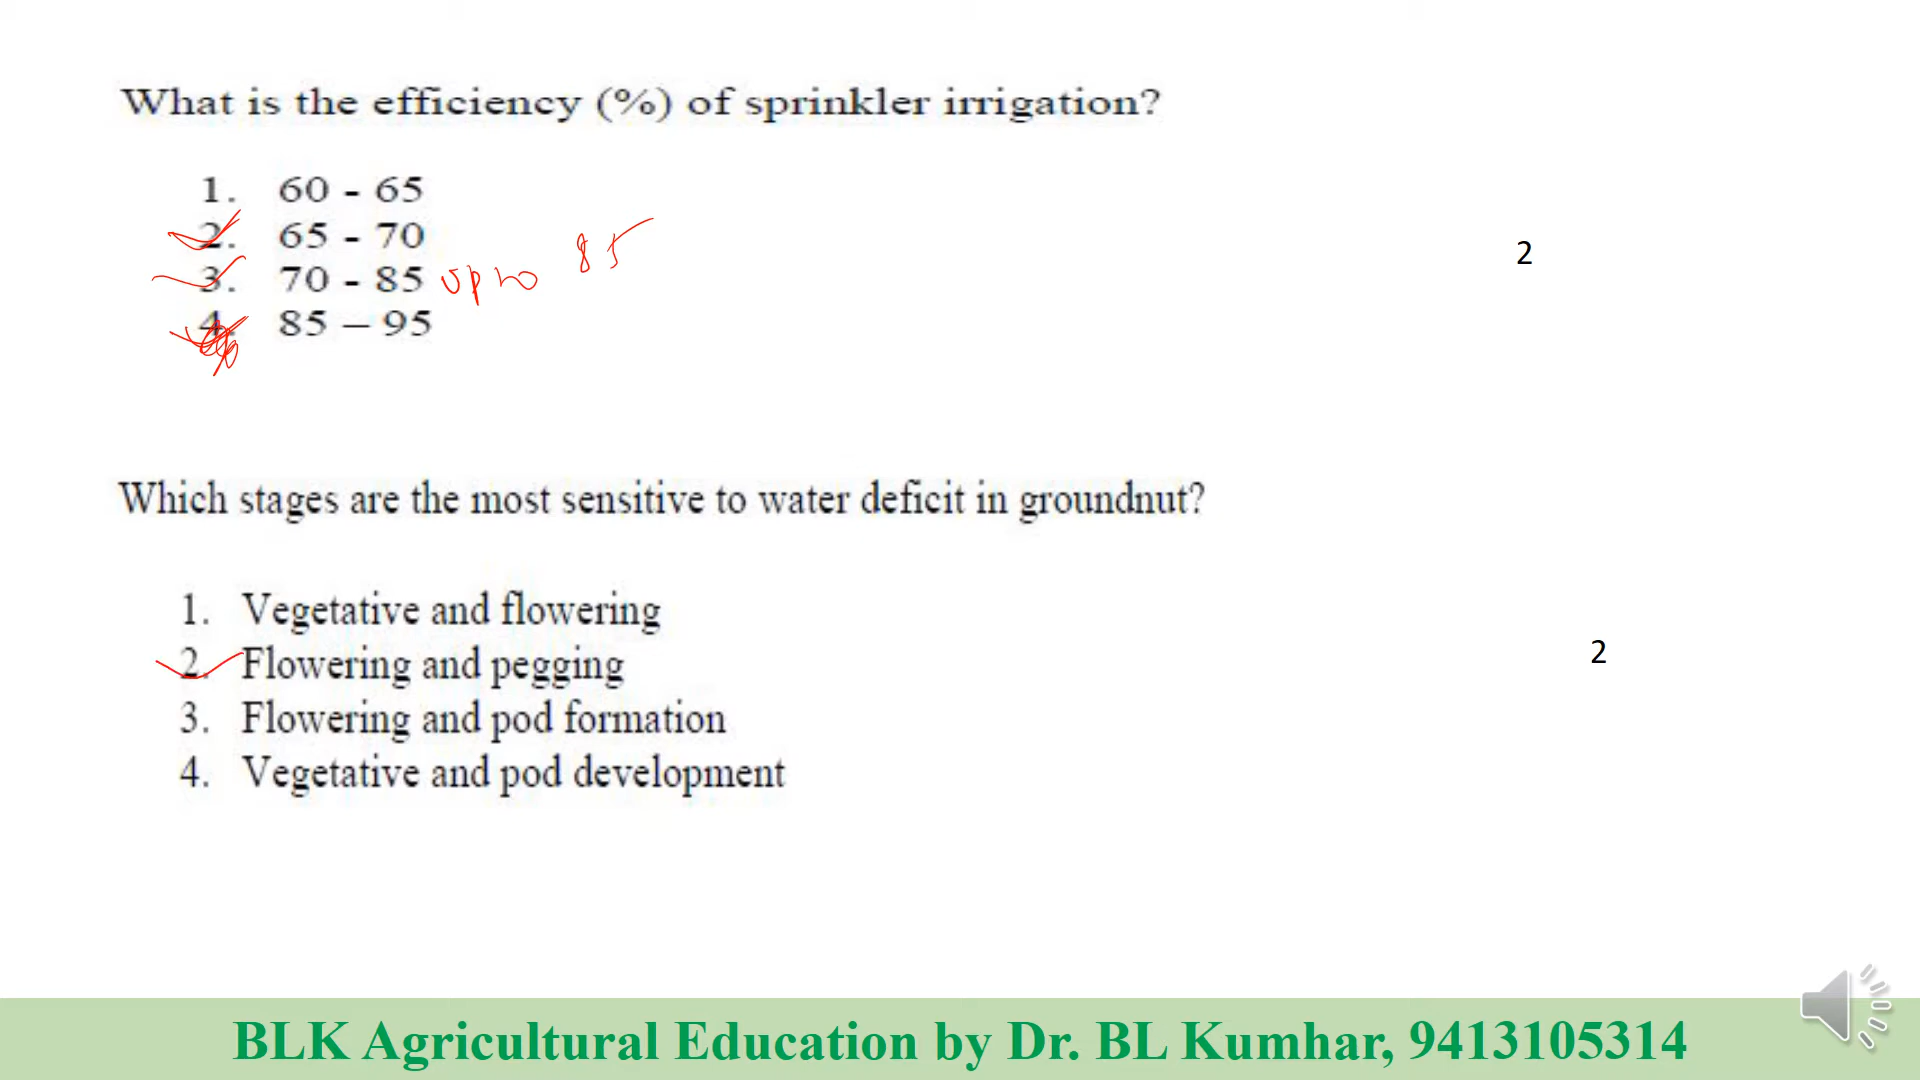 What is the efficiency (%) of sprinkler irrigation?
1. 60 - 65
2. 65 - 70
3. 70 - 85 upto 85
4. 85 – 95
2
Which stages are the most sensitive to water deficit in groundnut?
1. Vegetative and flowering
2. Flowering and pegging
3. Flowering and pod formation
4. Vegetative and pod development
2
BLK Agricultural Education by Dr. BL Kumhar, 9413105314